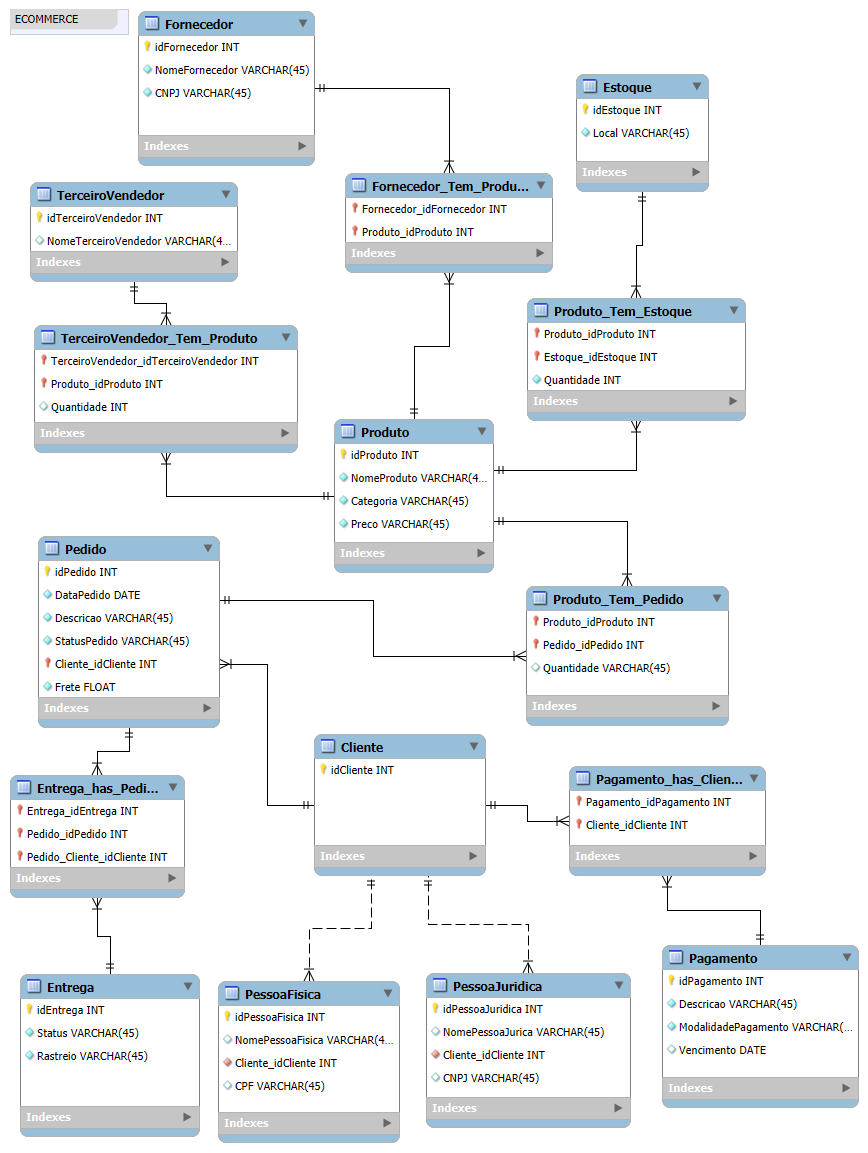 ECOMMERCE
Fornecedor
idFornecedor INT
NomeFornecedor VARCHAR(45)
CNPJ VARCHAR(45)
Indexes
Estoque
idEstoque INT
Local VARCHAR(45)
Indexes
TerceiroVendedor
idTerceiroVendedor INT
NomeTerceiroVendedor VARCHAR(4...
Indexes
Fornecedor_Tem_Produ...
Fornecedor_idFornecedor INT
Produto_idProduto INT
Indexes
TerceiroVendedor_Tem_Produto
TerceiroVendedor_idTerceiroVendedor INT
Produto_idProduto INT
Quantidade INT
Indexes
Produto_Tem_Estoque
Produto_idProduto INT
Estoque_idEstoque INT
Quantidade INT
Indexes
Produto
idProduto INT
NomeProduto VARCHAR(4...
Categoria VARCHAR(45)
Preco VARCHAR(45)
Indexes
Pedido
idPedido INT
DataPedido DATE
Descricao VARCHAR(45)
StatusPedido VARCHAR(45)
Cliente_idCliente INT
Frete FLOAT
Indexes
Produto_Tem_Pedido
Produto_idProduto INT
Pedido_idPedido INT
Quantidade VARCHAR(45)
Indexes
Cliente
idCliente INT
Indexes
Entrega_has_Pedi...
Entrega_idEntrega INT
Pedido_idPedido INT
Pedido_Cliente_idCliente INT
Indexes
Pagamento_has_Clien...
Pagamento_idPagamento INT
Cliente_idCliente INT
Indexes
Entrega
idEntrega INT
Status VARCHAR(45)
Rastreio VARCHAR(45)
Indexes
PessoaFisica
idPessoaFisica INT
NomePessoaFisica VARCHAR(4...
Cliente_idCliente INT
CPF VARCHAR(45)
Indexes
PessoaJuridica
idPessoaJuridica INT
NomePessoaJurica VARCHAR(45)
Cliente_idCliente INT
CNPJ VARCHAR(45)
Indexes
Pagamento
idPagamento INT
Descricao VARCHAR(45)
ModalidadePagamento VARCHAR(...
Vencimento DATE
Indexes